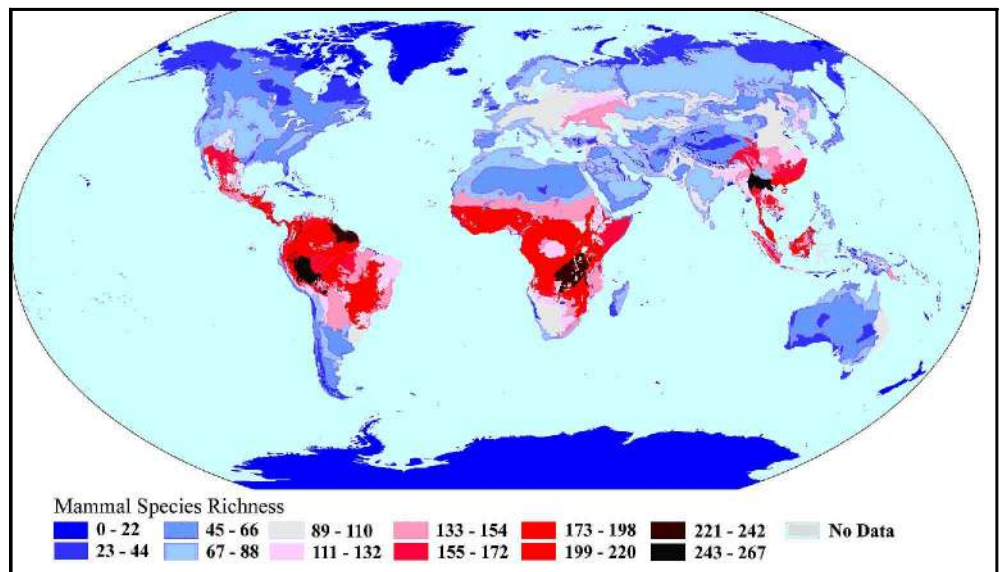 Mammal Species Richness
0 - 22 45 - 66 89 - 110 133 - 154 173 - 198 221 - 242 No Data
23 - 44 67 - 88 111 - 132 155 - 172 199 - 220 243 - 267